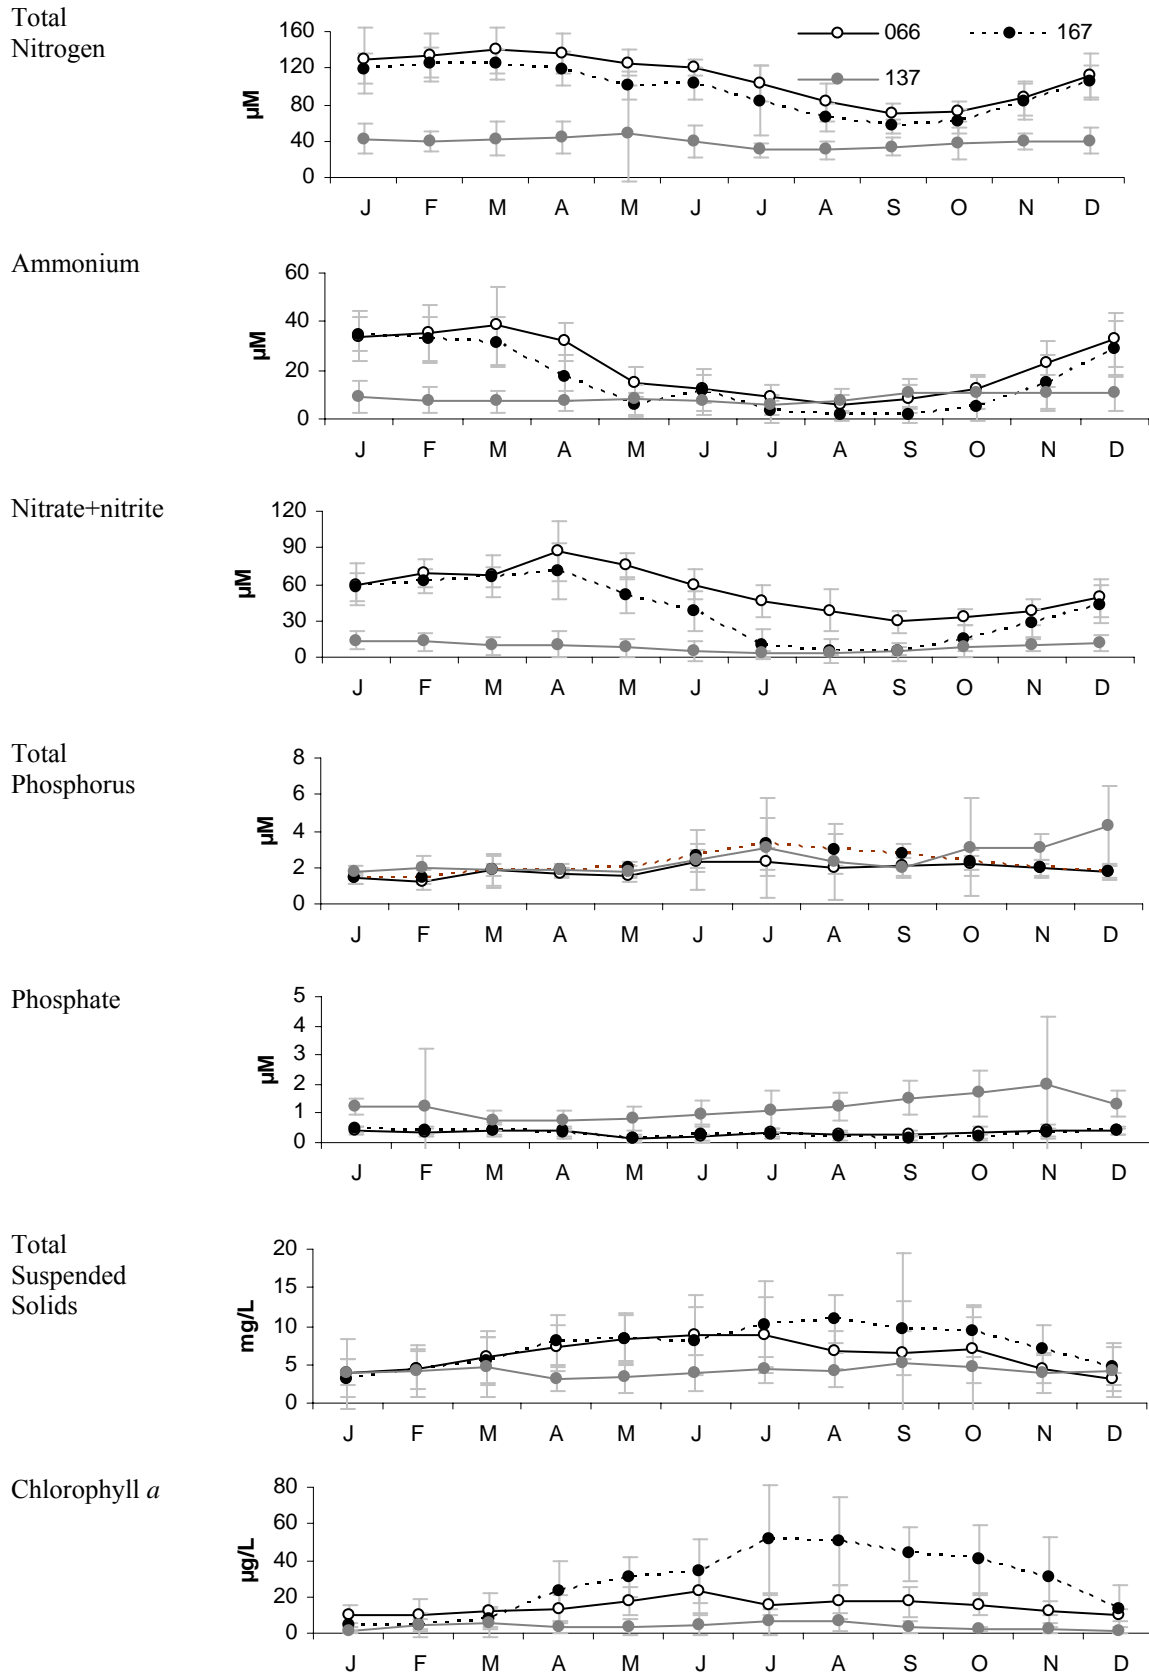 Total
Nitrogen
µM
160
120
80
40
0
066
167
137
J F M A M J J A S O N D
Ammonium
µM
60
40
20
0
J F M A M J J A S O N D
Nitrate+nitrite
µM
120
90
60
30
0
J F M A M J J A S O N D
Total
Phosphorus
µM
8
6
4
2
0
J F M A M J J A S O N D
Phosphate
µM
5
4
3
2
1
0
J F M A M J J A S O N D
Total
Suspended
Solids
mg/L
20
15
10
5
0
J F M A M J J A S O N D
Chlorophyll a
µg/L
80
60
40
20
0
J F M A M J J A S O N D